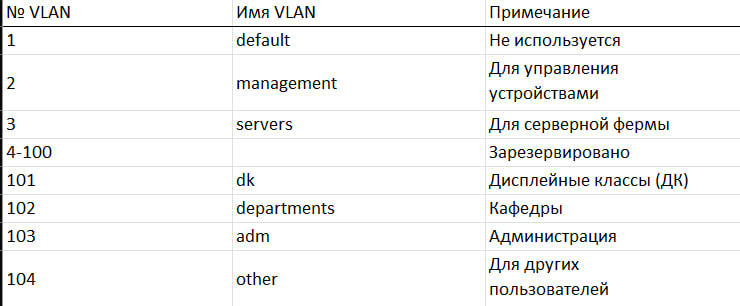 № VLAN Имя VLAN Примечание
1 default Не используется
2 management Для управления
устройствами
3 servers Для серверной фермы
4-100 Зарезервировано
101 dk Дисплейные классы (ДК)
102 departments Кафедры
103 adm Администрация
104 other Для других
пользователей